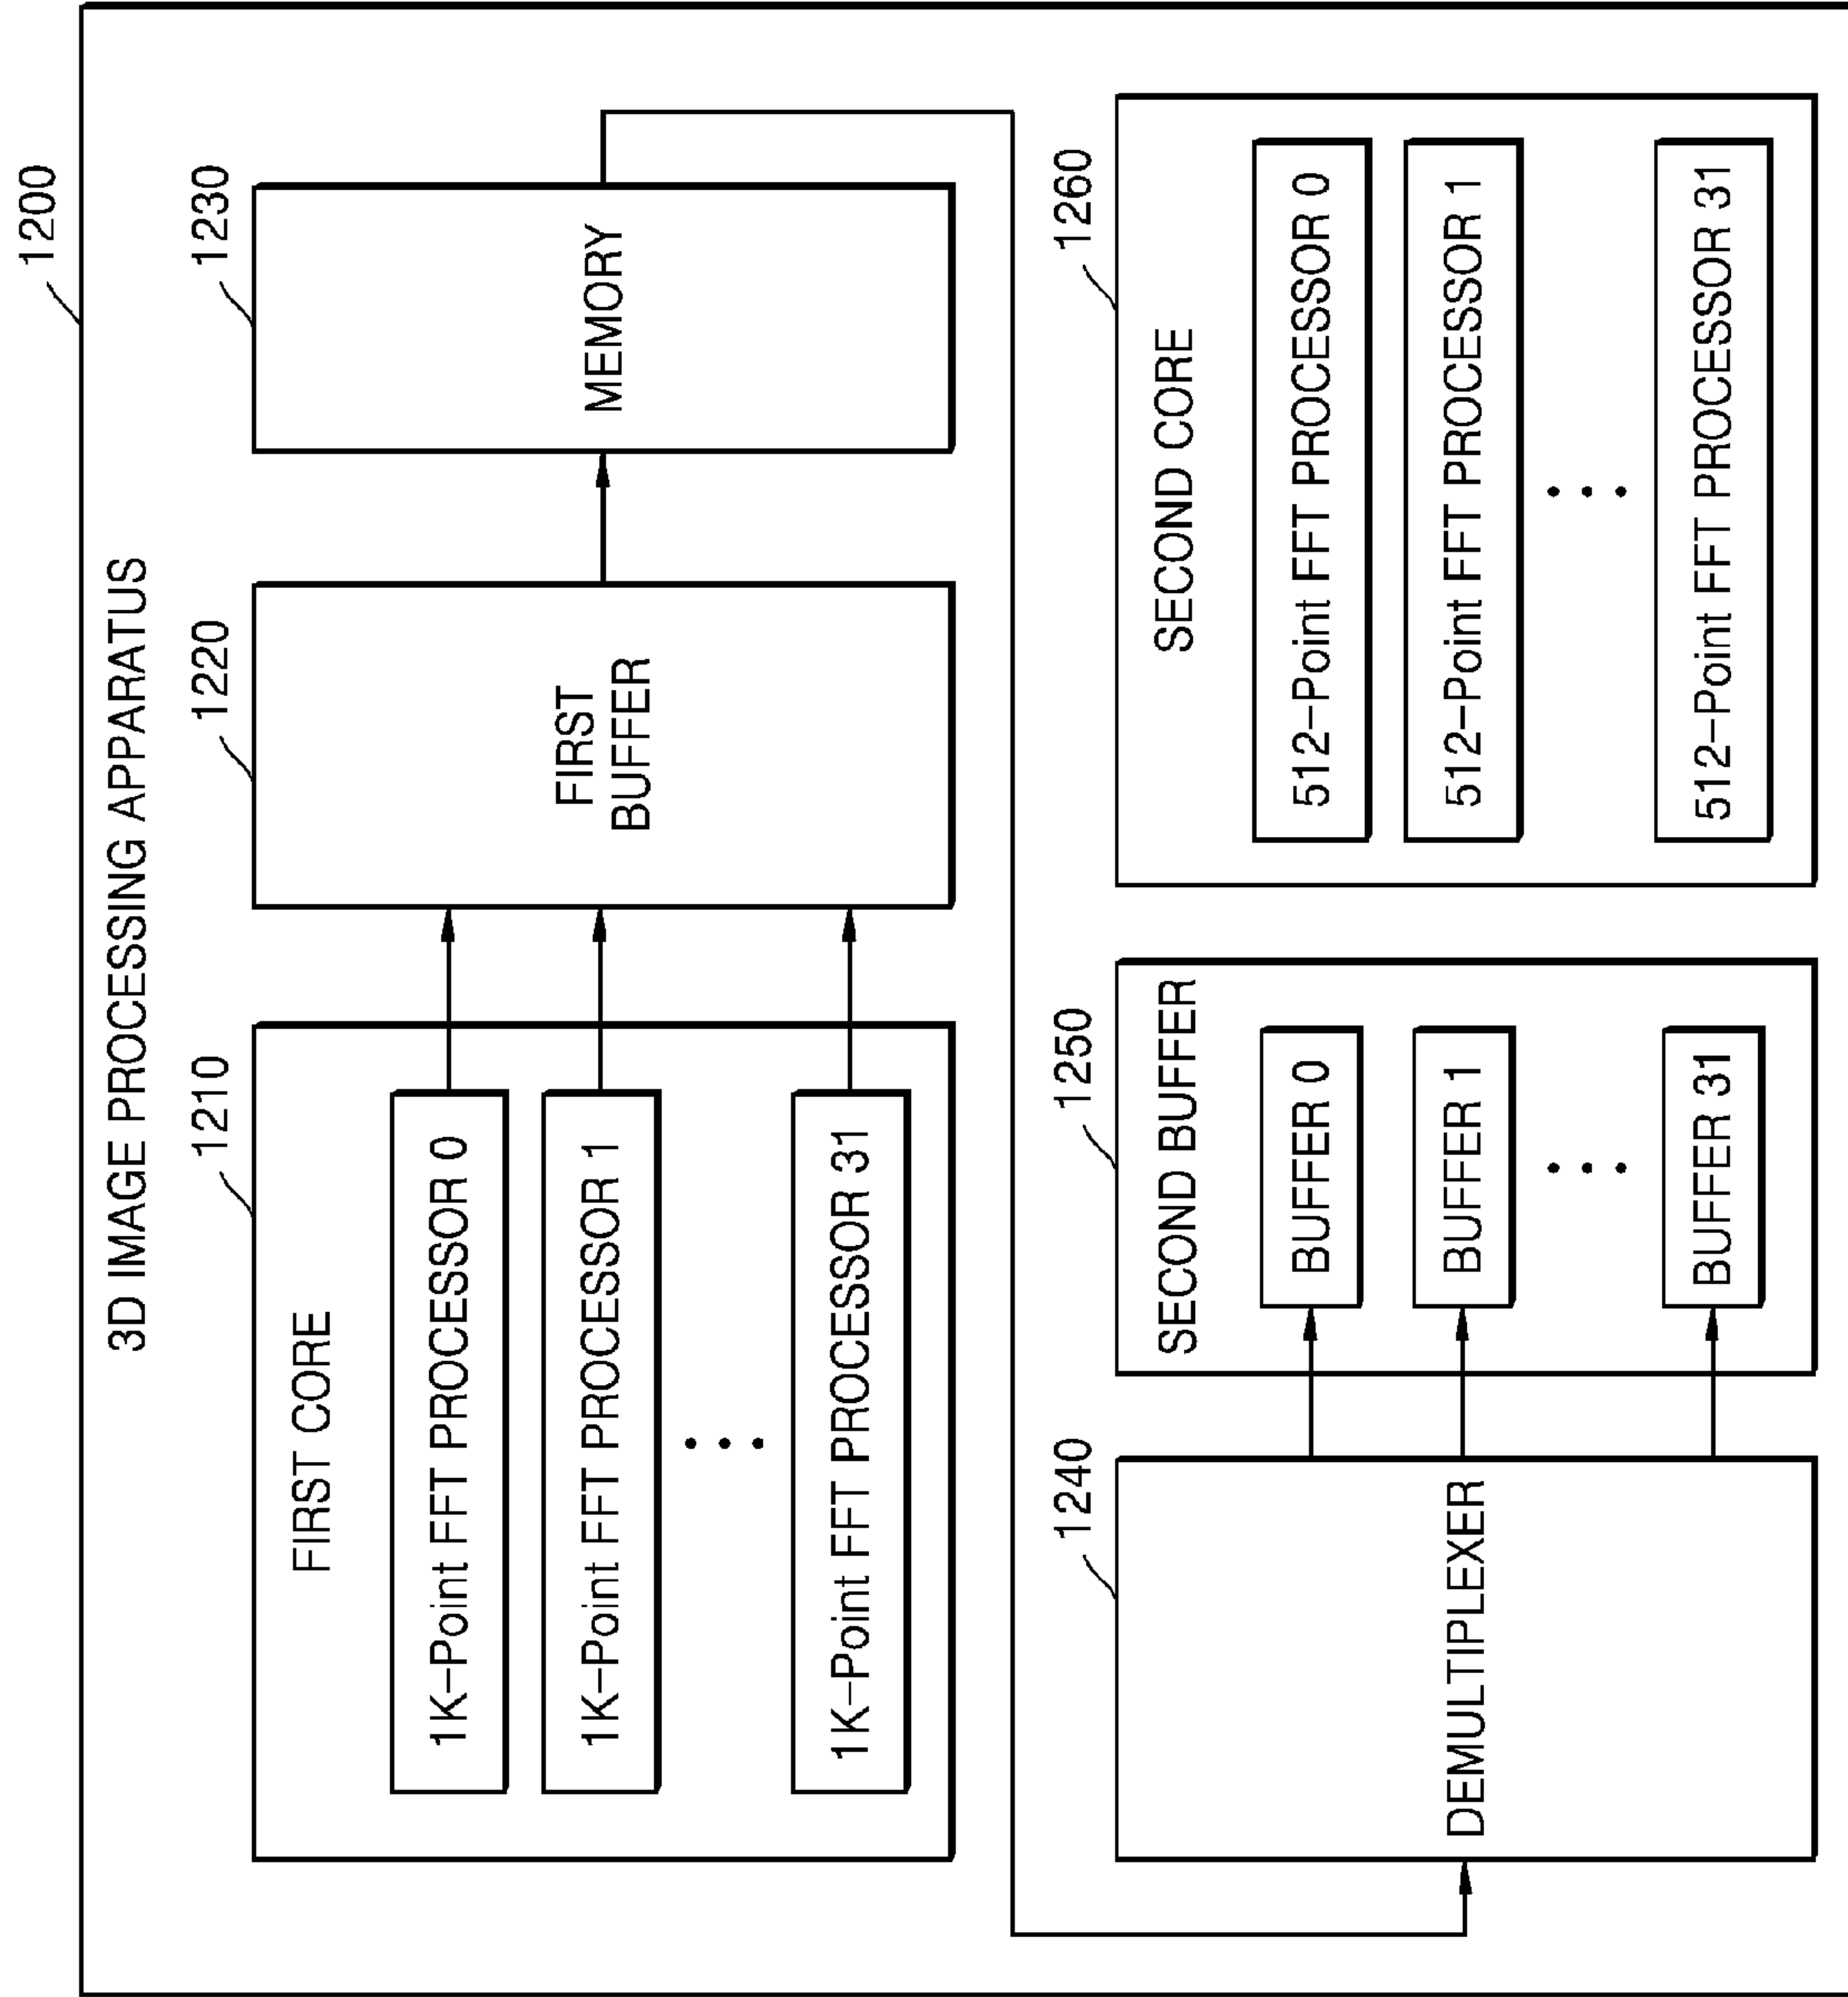 1200
3D IMAGE PROCESSING APPARATUS
1210
FIRST CORE
1K–Point FFT PROCESSOR 0
1K–Point FFT PROCESSOR 1
1K–Point FFT PROCESSOR 31
1220
FIRST
BUFFER
1230
MEMORY
1240
DEMULTIPLEXER
1250
SECOND BUFFER
BUFFER 0
BUFFER 1
BUFFER 31
1260
SECOND CORE
512–Point FFT PROCESSOR 0
512–Point FFT PROCESSOR 1
512–Point FFT PROCESSOR 31